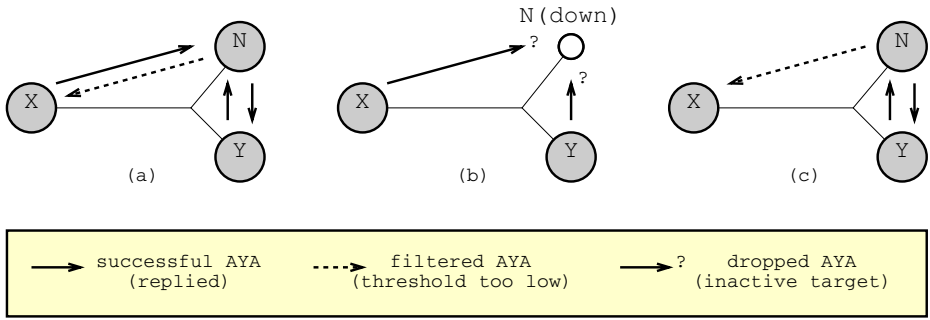 N(down)
N
?
N
X
?
X
X
Y
Y
Y
(a)
(b)
(c)
successful AYA
(replied)
filtered AYA
(threshold too low)
?
dropped AYA
(inactive target)